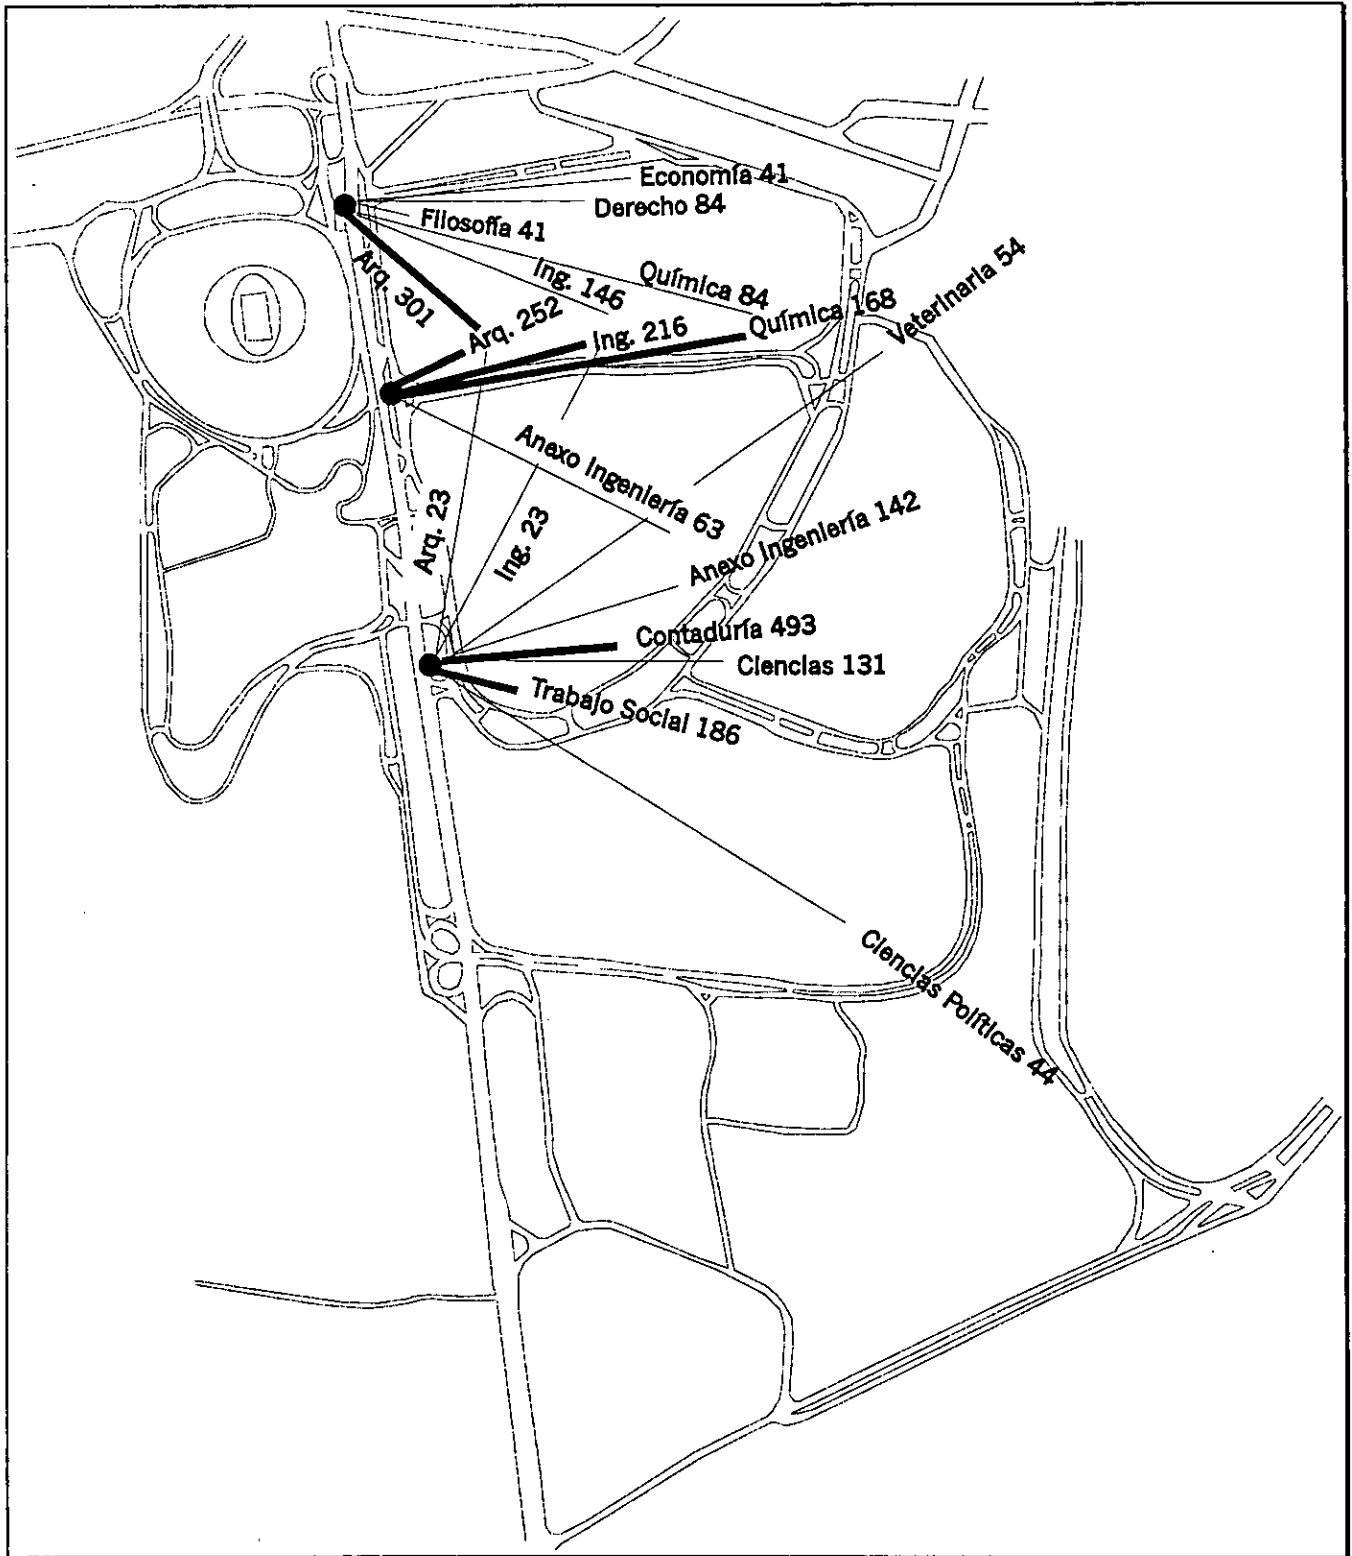 Economía 41
Derecho 84
Filosofía 41
Química 84
Ing. 146
Arq. 301
Veterinaria 54
Química 168
Arq. 252
Ing. 216
Anexo Ingeniería 63
Arq. 23
Ing. 23
Anexo Ingeniería 142
Contaduría 493
Ciencias 131
Trabajo Social 186
Ciencias Políticas 44